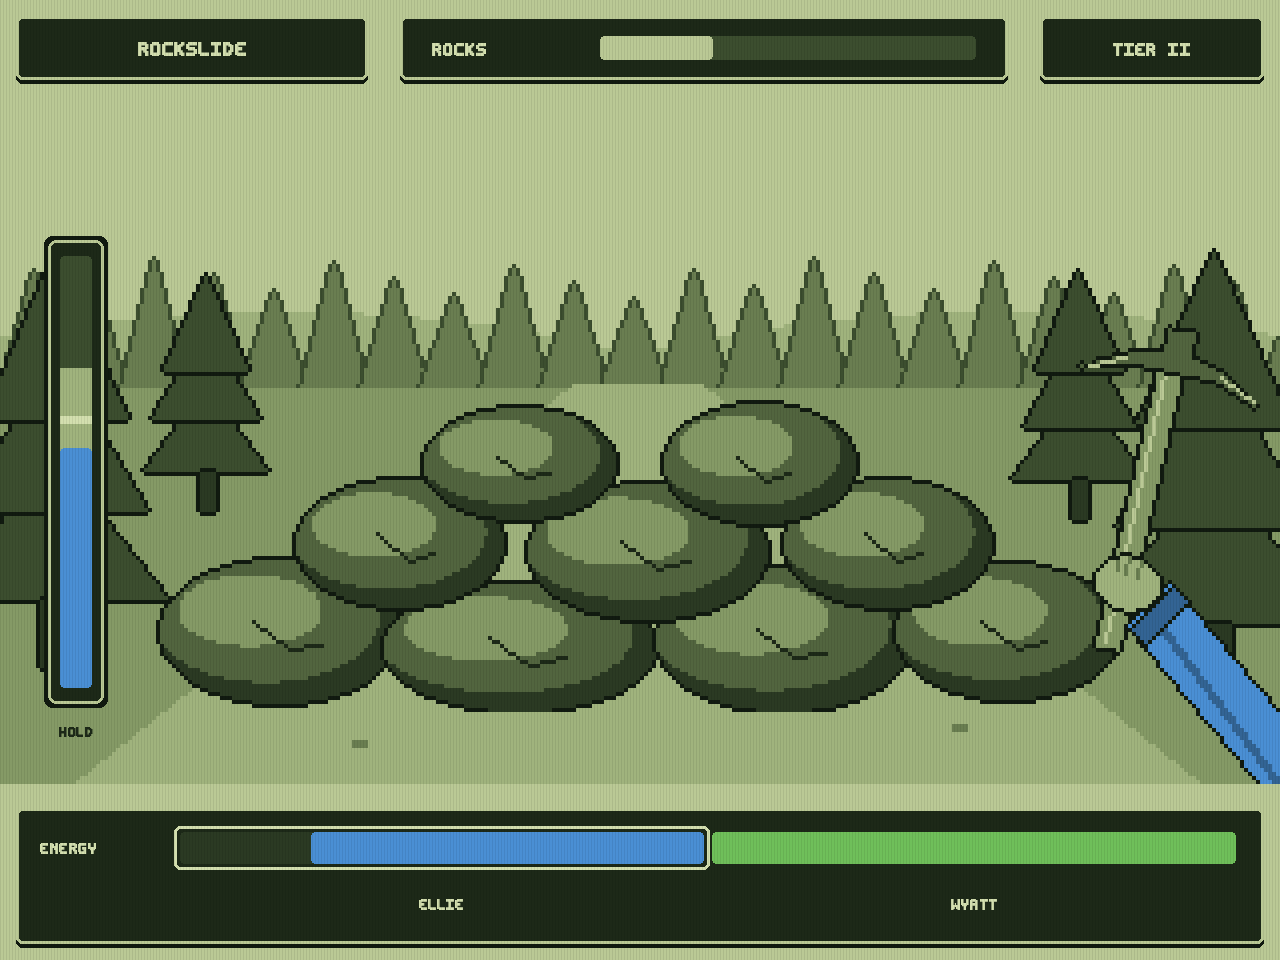 ROCKSLIDE
ROCKS
TIER II
HOLD
ENERGY
ELLIE
WYATT